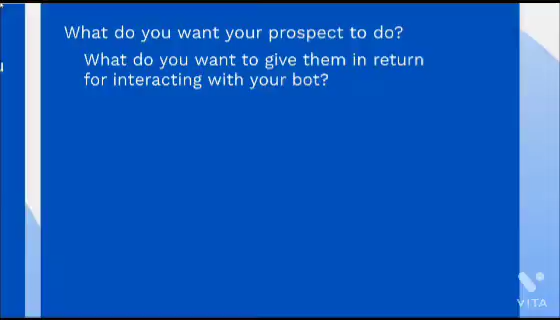 What do you want your prospect to do?
What do you want to give them in return
for interacting with your bot?
VITA